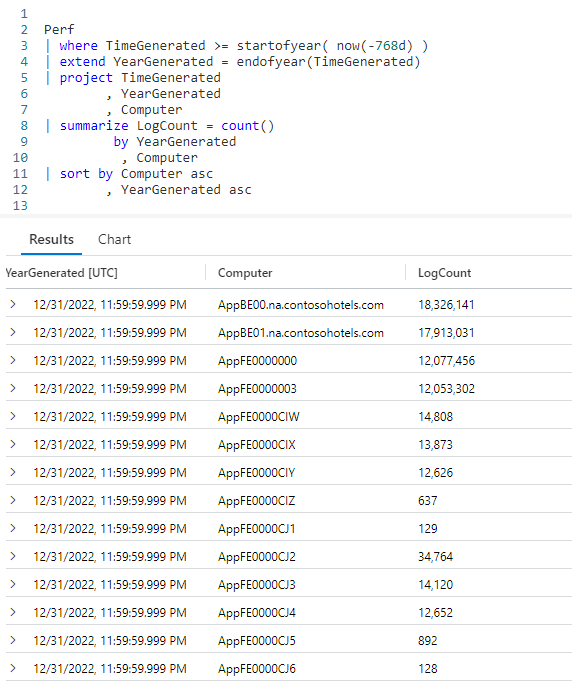 1
2 Perf
3 | where TimeGenerated >= startofyear( now(-768d) )
4 | extend YearGenerated = endofyear(TimeGenerated)
5 | project TimeGenerated
6 , YearGenerated
7 , Computer
8 | summarize LogCount = count()
9 by YearGenerated
10 , Computer
11 | sort by Computer asc
12 , YearGenerated asc
13
Results Chart
YearGenerated [UTC] Computer LogCount
12/31/2022, 11:59:59.999 PM AppBE00.na.contosohotels.com 18,326,141
12/31/2022, 11:59:59.999 PM AppBE01.na.contosohotels.com 17,913,031
12/31/2022, 11:59:59.999 PM AppFE0000000 12,077,456
12/31/2022, 11:59:59.999 PM AppFE0000003 12,053,302
12/31/2022, 11:59:59.999 PM AppFE0000CIW 14,808
12/31/2022, 11:59:59.999 PM AppFE0000CIX 13,873
12/31/2022, 11:59:59.999 PM AppFE0000CIY 12,626
12/31/2022, 11:59:59.999 PM AppFE0000CIZ 637
12/31/2022, 11:59:59.999 PM AppFE0000CJ1 129
12/31/2022, 11:59:59.999 PM AppFE0000CJ2 34,764
12/31/2022, 11:59:59.999 PM AppFE0000CJ3 14,120
12/31/2022, 11:59:59.999 PM AppFE0000CJ4 12,652
12/31/2022, 11:59:59.999 PM AppFE0000CJ5 892
12/31/2022, 11:59:59.999 PM AppFE0000CJ6 128